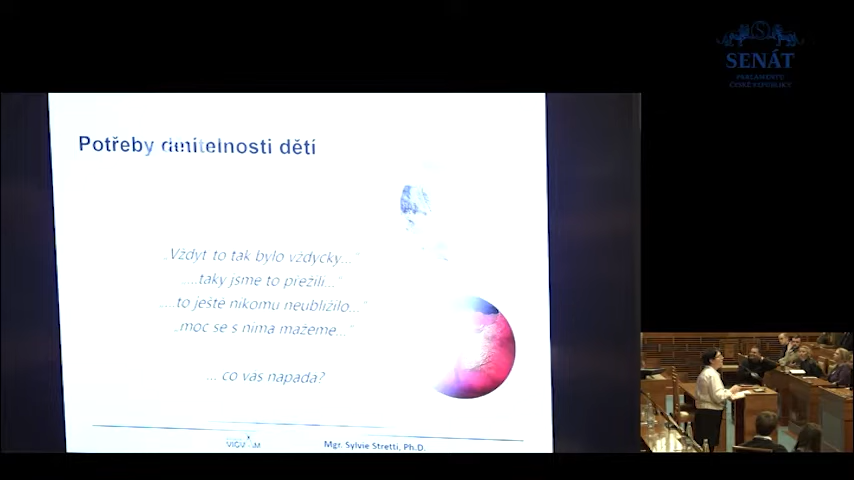 SENÁT
PARLAMENTU
ČESKÉ REPUBLIKY
Potřeby dětí
„Vždyť to tak bylo vždycky...“
....taky jsme to přežili...“
....to ještě nikomu neublížilo...“
„moc se s nima mažeme...“
... co vás napadá?
Mgr. Sylvie Stretti, Ph.D.